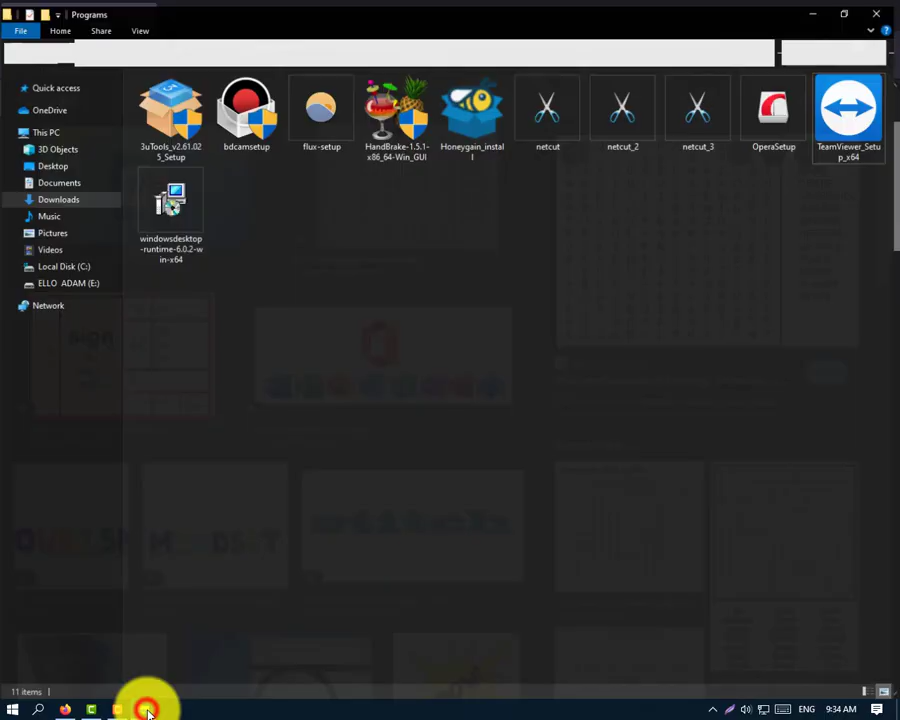 Programs
File Home Share View
Quick access
OneDrive
This PC
3D Objects
Desktop
Documents
Downloads
Music
Pictures
Videos
Local Disk (C:)
ELLO ADAM (E:)
Network
3uTools_v2.61.02
5_Setup
bdcamsetup
flux-setup
HandBrake-1.5.1-
x86_64-Win_GUI
Honeygain_instal
l
netcut
netcut_2
netcut_3
OperaSetup
TeamViewer_Setu
p_x64
windowsdesktop
-runtime-6.0.2-w
in-x64
11 items
ENG 9:34 AM